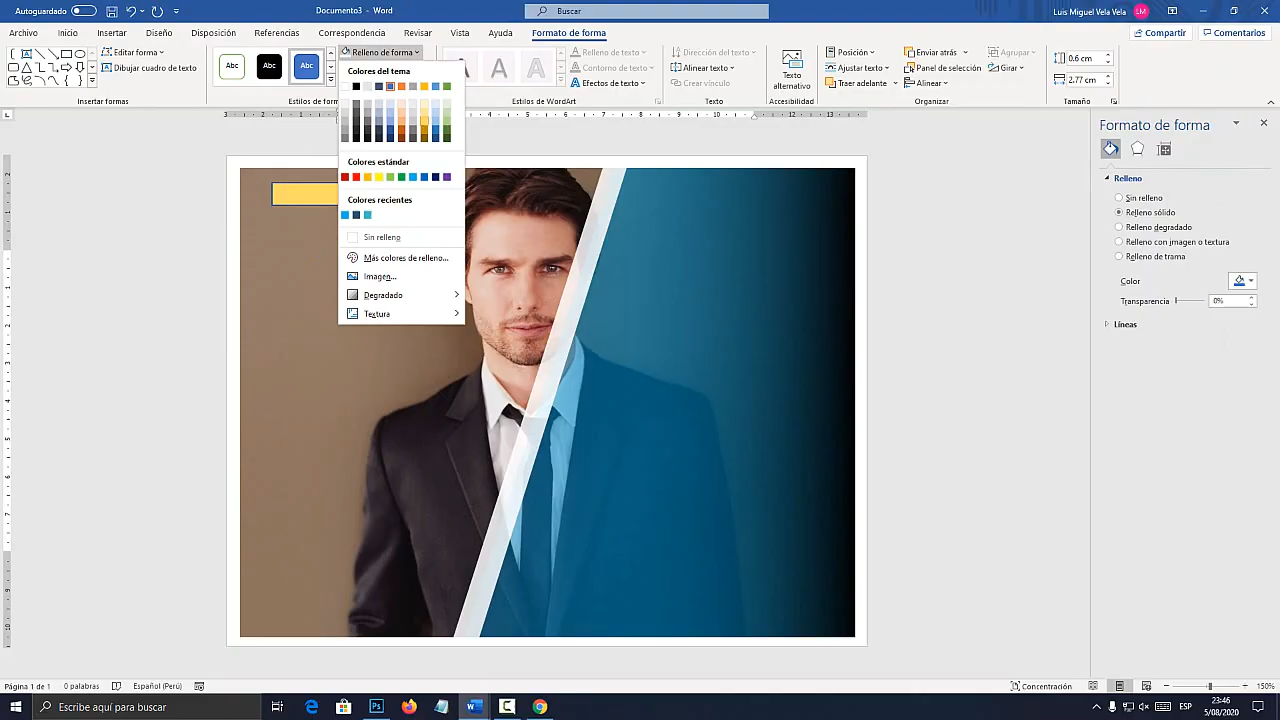 Autoguardado
Documento3 - Word
Buscar
Luis Miguel Vela Vela
LM
Archivo Inicio Insertar Diseño Disposición Referencias Correspondencia Revisar Vista Ayuda Formato de forma
Compartir Comentarios
Editar forma
Dibujar cuadro de texto
Insertar formas
Abc Abc Abc
Estilos de form
Relleno de forma
A A A
Estilos de WordArt
Relleno de texto
Contorno de texto
Efectos de texto
Dirección del texto
Alinear texto
Crear vínculo
Texto
Texto
alternativo
Accesibilidad
Posición
Ajustar texto
Traer adelante
Enviar atrás
Panel de selección
Alinear
Agrupar
Girar
Organizar
0.6 cm
2.77 cm
Tamaño
Colores del tema
Colores estándar
Colores recientes
Sin relleno
Más colores de relleno...
Imagen...
Degradado
Textura
Formato de forma
Relleno
Sin relleno
Relleno sólido
Relleno degradado
Relleno con imagen o textura
Relleno de trama
Color
Transparencia 0%
Líneas
Página 1 de 1 0 palabras Español (Perú)
Concentración
150%
Escribe aquí para buscar
ESP
23:46
5/08/2020